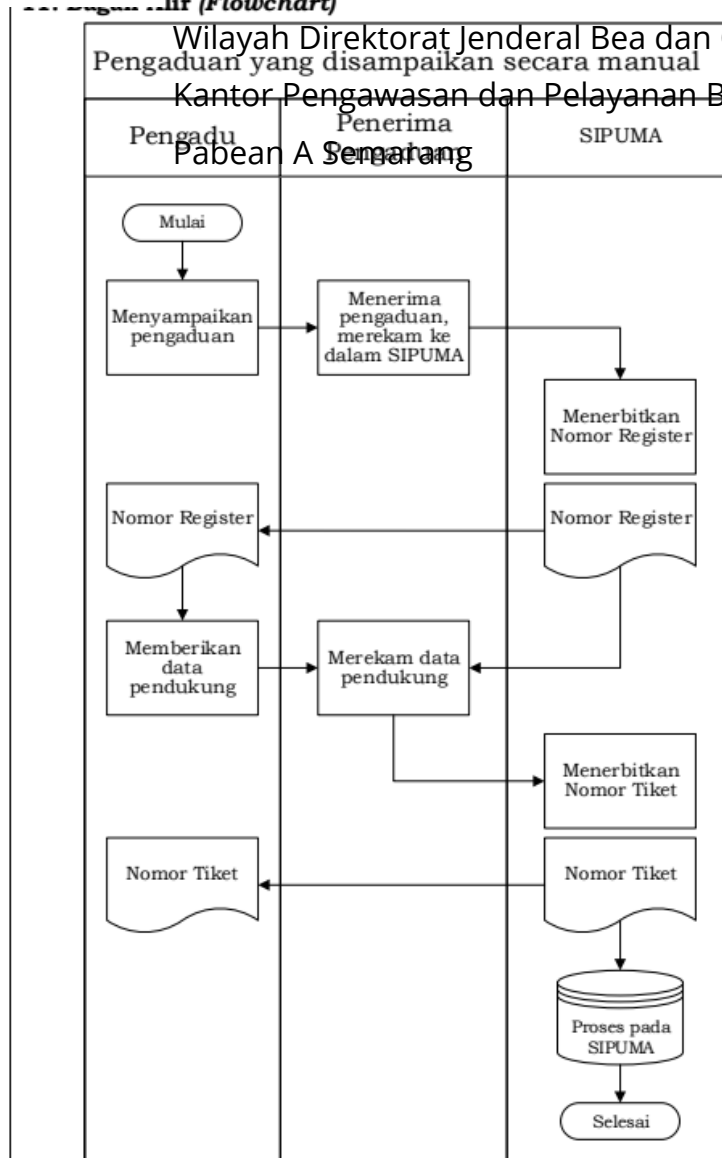 (Flowchart)
Wilayah Direktorat Jenderal Bea dan
Pengaduan yang disampaikan secara manual
Kantor Pengawasan dan Pelayanan B
Pengadu
Penerima
Pengaduan
SIPUMA
Pabean A Semarang
Mulai
Menyampaikan
pengaduan
Menerima
pengaduan,
merekam ke
dalam SIPUMA
Menerbitkan
Nomor Register
Nomor Register
Nomor Register
Memberikan
data
pendukung
Merekam data
pendukung
Menerbitkan
Nomor Tiket
Nomor Tiket
Nomor Tiket
Proses pada
SIPUMA
Selesai